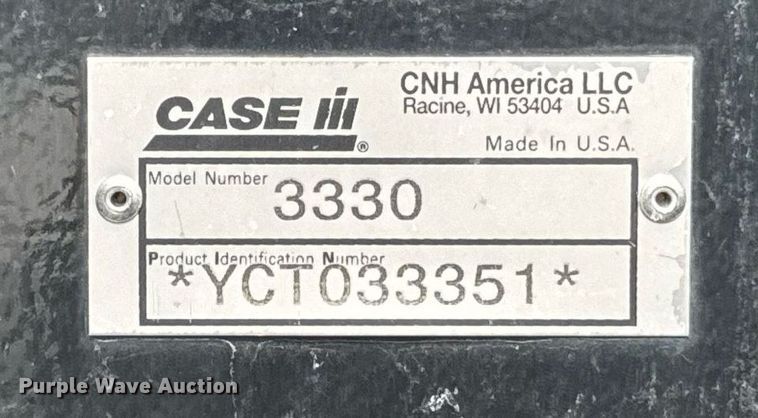 CASE IH ®
CNH America LLC
Racine, WI 53404 U.S.A
Made In U.S.A.
Model Number 3330
Product Identification Number
*YCT033351*
Purple Wave Auction